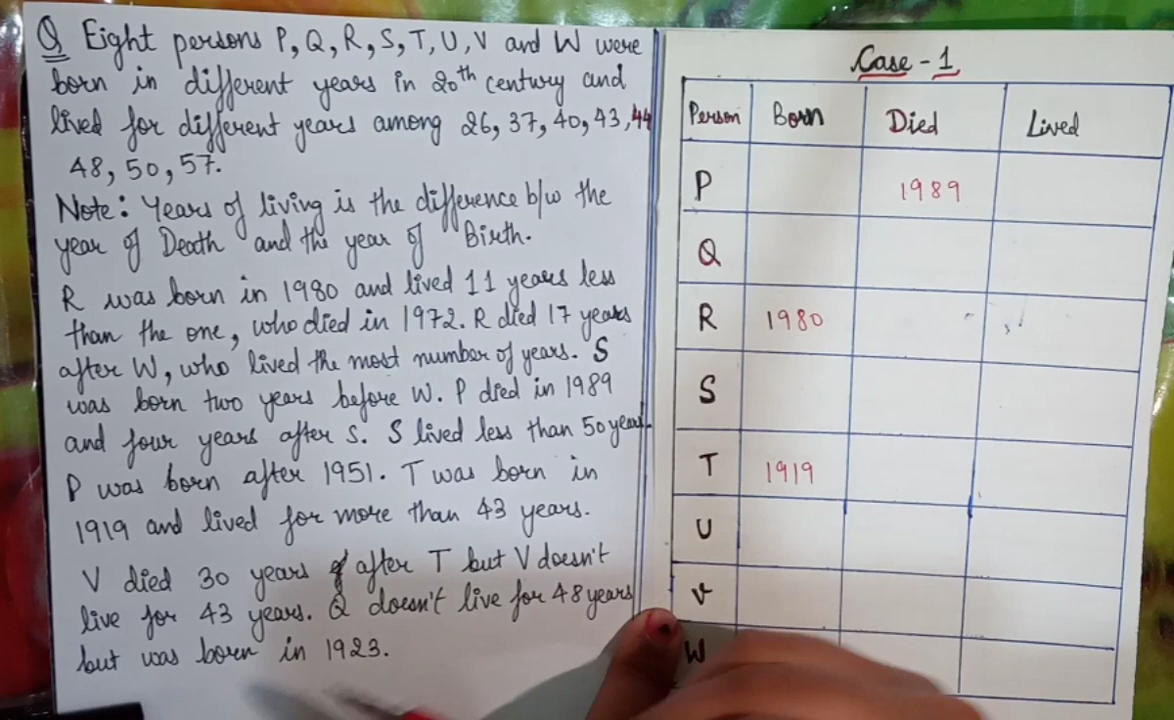 Q Eight persons P, Q, R, S, T, U, V and W were
born in different years in 20th century and
lived for different years among 26, 37, 40, 43, 44
48, 50, 57.
Note: Years of living is the difference b/w the
year of Death and the year of Birth.
R was born in 1980 and lived 11 years less
than the one, who died in 1972. R died 17 years
after W, who lived the most number of years. S
was born two years before W. P died in 1989
and four years after S. S lived less than 50 years.
P was born after 1951. T was born in
1919 and lived for more than 43 years.
V died 30 years after T but V doesn't
live for 43 years. Q doesn't live for 48 years
but was born in 1923.
Case - 1
Person Born Died Lived
P 1989
Q
R 1980
S
T 1919
U
V
W